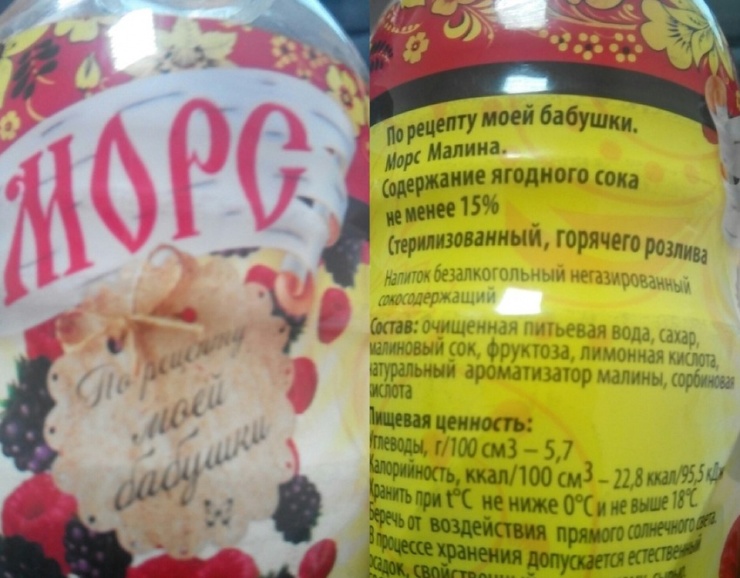 МОРС
По рецепту
моей
бабушки
По рецепту моей бабушки.
Морс Малина.
Содержание ягодного сока
не менее 15%
Стерилизованный, горячего розлива
Напиток безалкогольный негазированный
сокосодержащий
Состав: очищенная питьевая вода, сахар,
малиновый сок, фруктоза, лимонная кислота,
натуральный ароматизатор малины, сорбиновая
кислота
Пищевая ценность:
Углеводы, г/100 см3 – 5,7
Калорийность, ккал/100 см3 – 22,8 ккал/95,5 кДж
Хранить при t°C не ниже 0°С и не выше 18°С
Беречь от воздействия прямого солнечного света.
В процессе хранения допускается естественный
осадок,